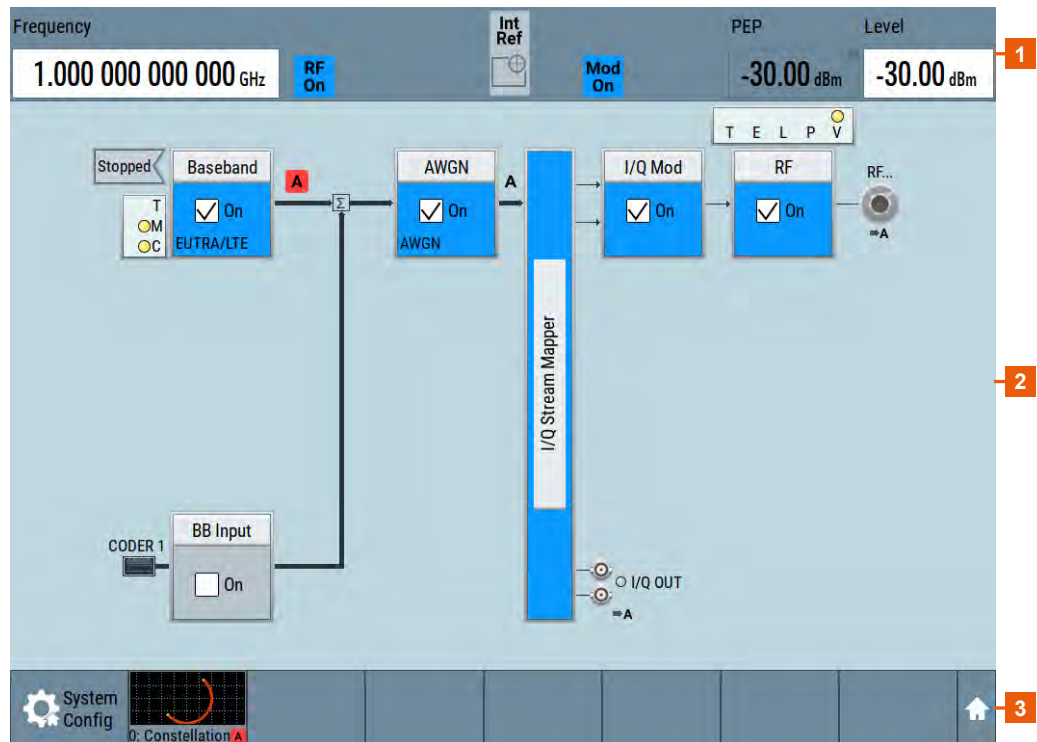 Frequency
Int
Ref
PEP
Level
1.000 000 000 000 GHz
RF
On
Mod
On
-30.00 dBm
-30.00 dBm
1
T E L P V
Stopped
Baseband
A
AWGN
A
I/Q Mod
RF
RF...
T
M
C
On
Σ
On
On
On
EUTRA/LTE
AWGN
⇒A
I/Q Stream Mapper
2
BB Input
CODER 1
On
I/Q OUT
⇒A
System
Config
0: Constellation A
3